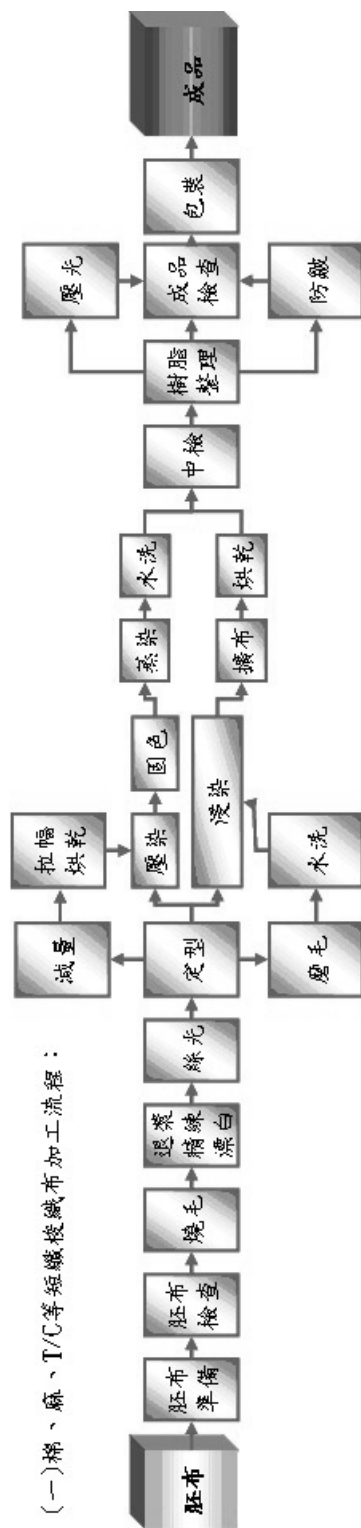 (一)棉、麻、T/C等短纖梭織布加工流程：
胚布
胚布
準備
胚布
檢查
燒毛
退漿
精練
漂白
絲光
定型
減量
拉幅
烘乾
壓染
固色
蒸染
水洗
磨毛
水洗
浸染
擴布
烘乾
中檢
樹脂
整理
壓光
防皺
成品
檢查
包裝
成品